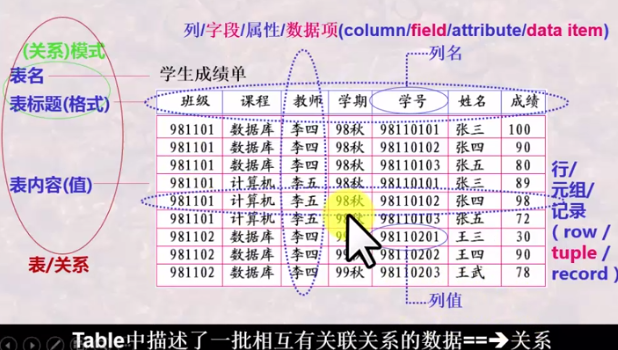 列/字段/属性/数据项(column/field/attribute/data item)
(关系)模式
列名
表名
学生成绩单
表标题(格式)
班级 课程 教师 学期 学号 姓名 成绩
981101 数据库 李四 98秋 98110101 张三 100
981101 数据库 李四 98秋 98110102 张四 90
981101 数据库 李四 98秋 98110103 张五 80
981101 计算机 李五 98秋 98110101 张三 89
981101 计算机 李五 98秋 98110102 张四 98
981101 计算机 李五 98110103 张五 72
981102 数据库 李四 98110201 王三 30
981102 数据库 李四 99秋 98110202 王四 90
981102 数据库 李四 99秋 98110203 王武 78
表内容(值)
行/
元组/
记录
(row /
tuple /
record )
表/关系
列值
Table中描述了一批相互有关联关系的数据==➔关系